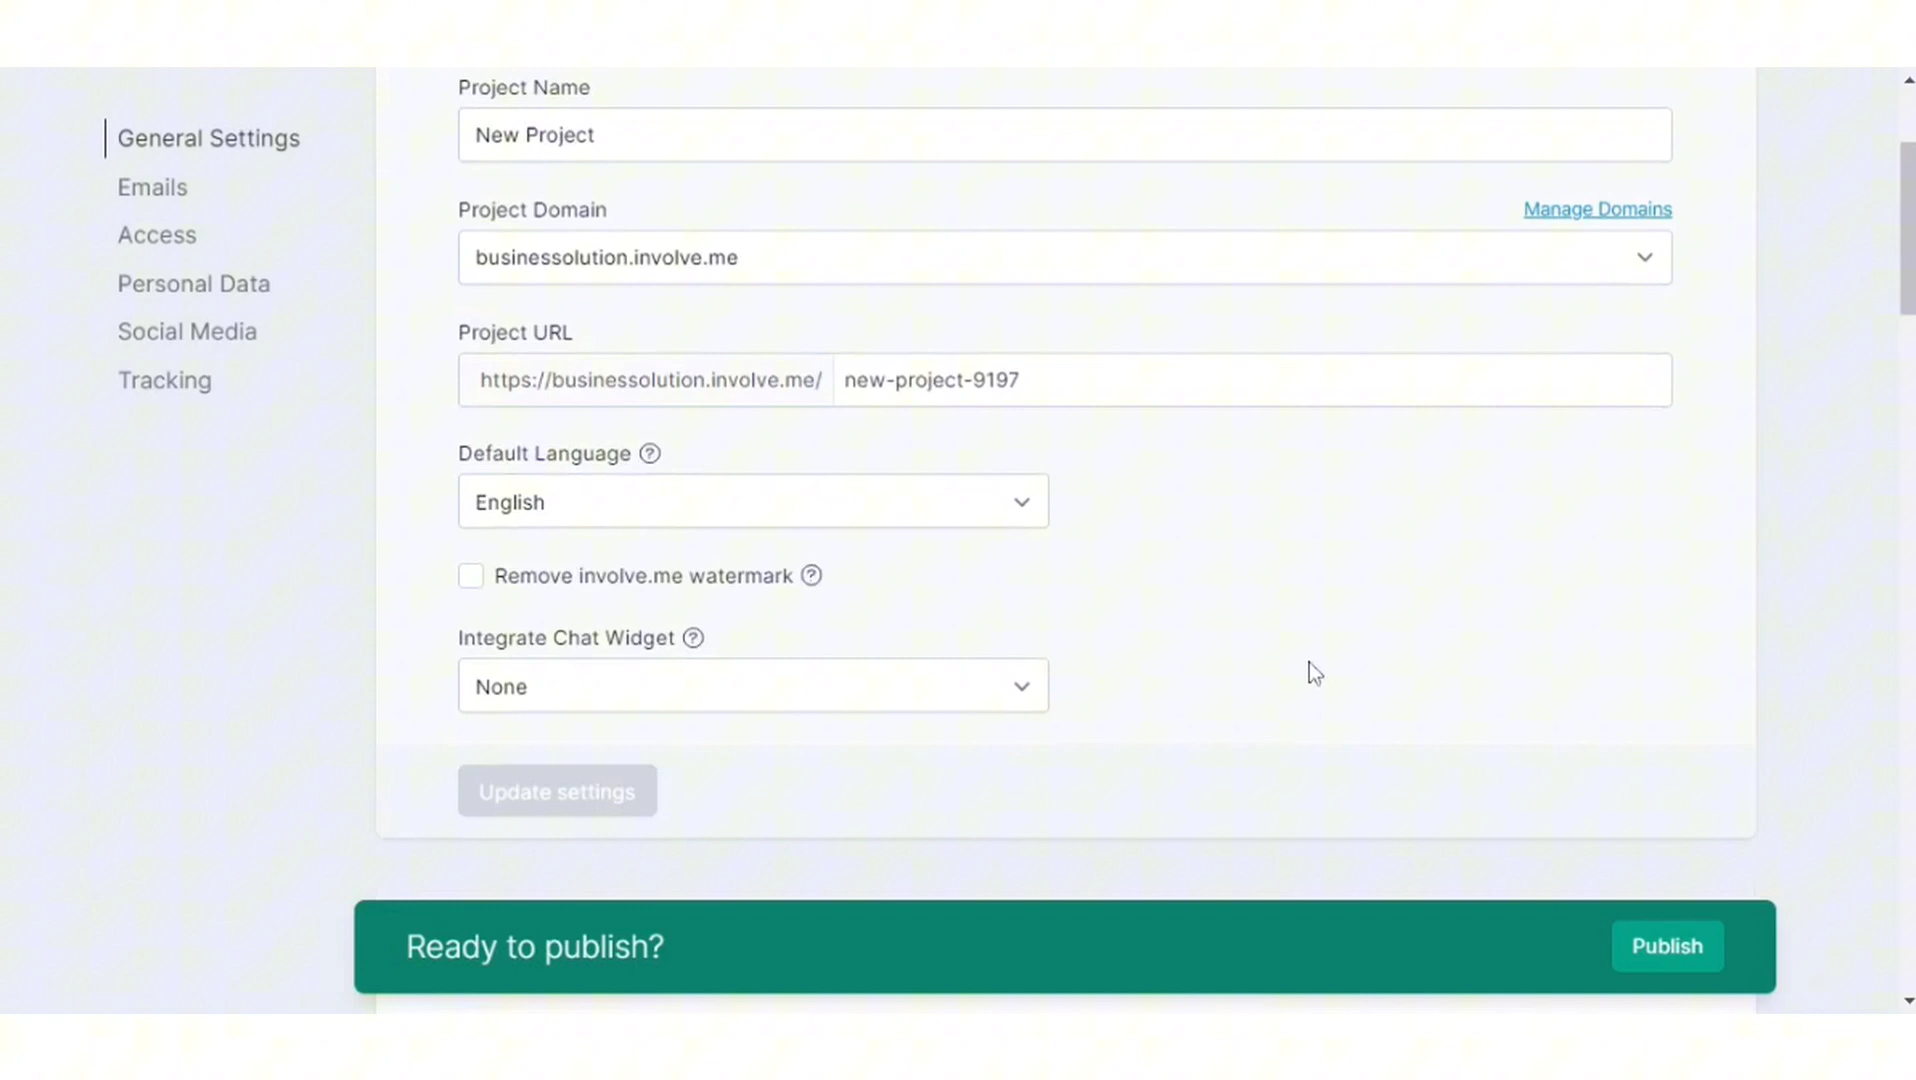 General Settings
Emails
Access
Personal Data
Social Media
Tracking
Project Name
New Project
Project Domain
Manage Domains
businessolution.involve.me
Project URL
https://businessolution.involve.me/ new-project-9197
Default Language
English
Remove involve.me watermark
Integrate Chat Widget
None
Update settings
Ready to publish?
Publish